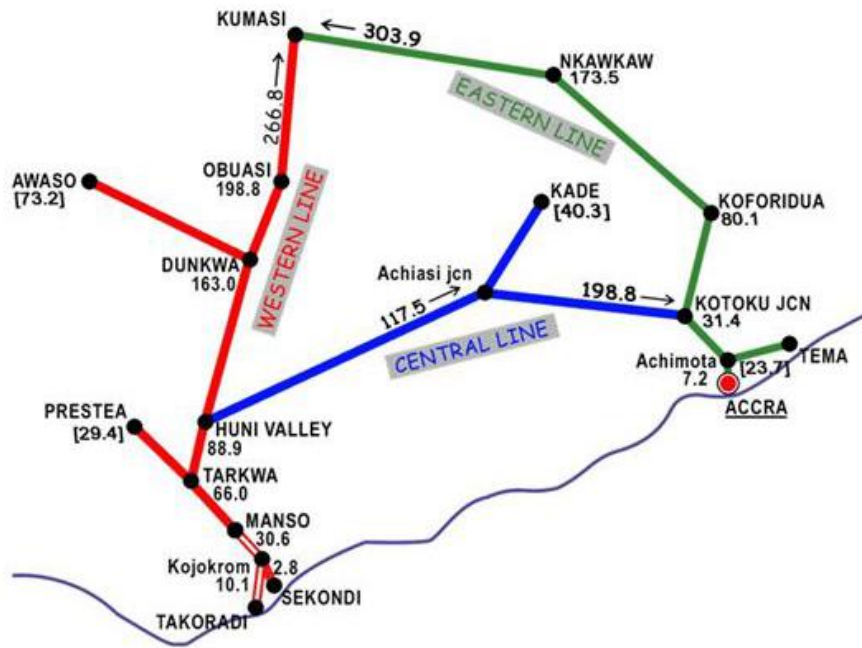 KUMASI
303.9
NKAWKAW
173.5
EASTERN LINE
266.8
OBUASI
198.8
WESTERN LINE
AWASO
[73.2]
KADE
[40.3]
KOFORIDUA
80.1
DUNKWA
163.0
Achiasi jcn
117.5
198.8
KOTOKU JCN
31.4
CENTRAL LINE
Achimota
7.2
[23.7]
TEMA
ACCRA
PRESTEA
[29.4]
HUNI VALLEY
88.9
TARKWA
66.0
MANSO
30.6
Kojokrom
10.1
2.8
SEKONDI
TAKORADI